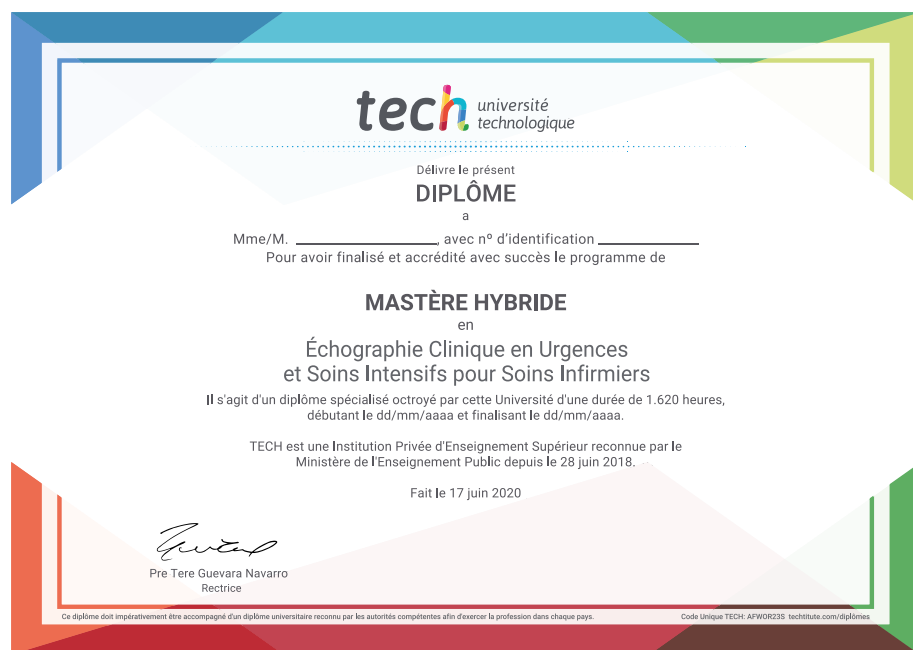 tech université
technologique
Délivre le présent
DIPLÔME
a
Mme/M. ____________________, avec nº d'identification ______________
Pour avoir finalisé et accrédité avec succès le programme de
MASTÈRE HYBRIDE
en
Échographie Clinique en Urgences
et Soins Intensifs pour Soins Infirmiers
Il s'agit d'un diplôme spécialisé octroyé par cette Université d'une durée de 1.620 heures,
débutant le dd/mm/aaaa et finalisant le dd/mm/aaaa.
TECH est une Institution Privée d'Enseignement Supérieur reconnue par le
Ministère de l'Enseignement Public depuis le 28 juin 2018.
Fait le 17 juin 2020
Pre Tere Guevara Navarro
Rectrice
Ce diplôme doit impérativement être accompagné d'un diplôme universitaire reconnu par les autorités compétentes afin d'exercer la profession dans chaque pays.
Code Unique TECH: AFWOR23S techtitute.com/diplômes